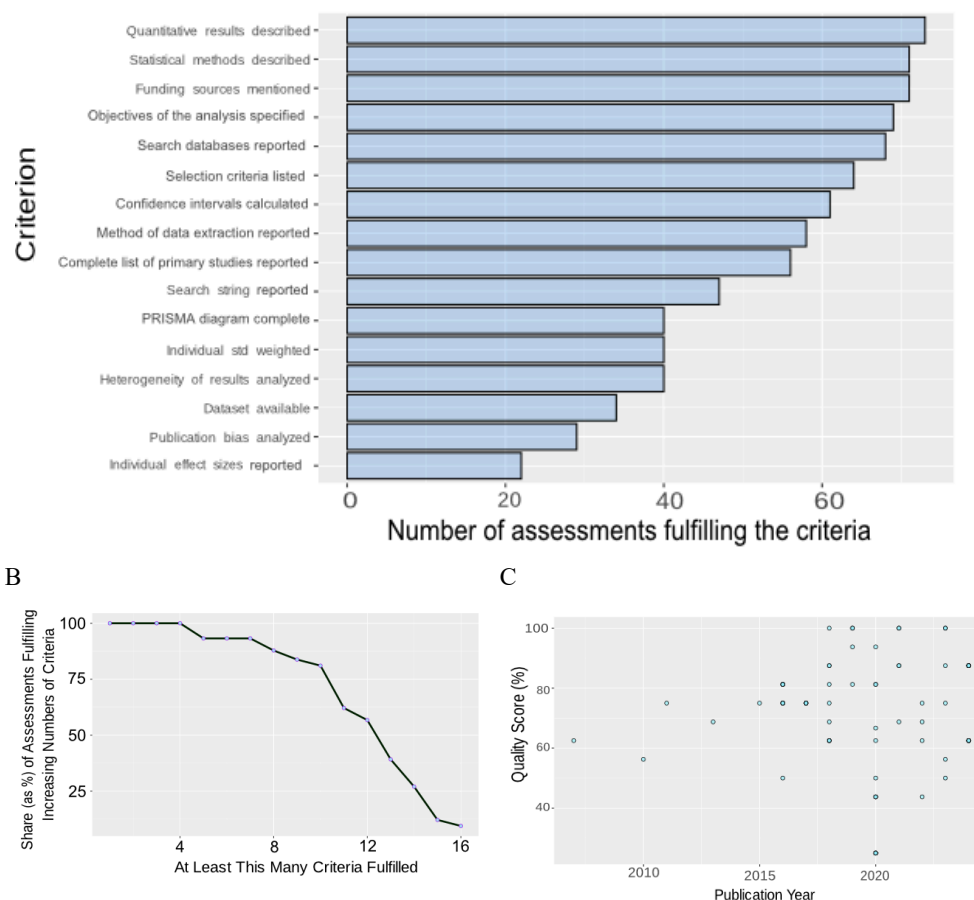 Criterion
Quantitative results described
Statistical methods described
Funding sources mentioned
Objectives of the analysis specified
Search databases reported
Selection criteria listed
Confidence intervals calculated
Method of data extraction reported
Complete list of primary studies reported
Search string reported
PRISMA diagram complete
Individual std weighted
Heterogeneity of results analyzed
Dataset available
Publication bias analyzed
Individual effect sizes reported
0 20 40 60
Number of assessments fulfilling the criteria
B
Share (as %) of Assessments Fulfilling
Increasing Numbers of Criteria
100
75
50
25
4 8 12 16
At Least This Many Criteria Fulfilled
C
Quality Score (%)
100
80
60
40
2010 2015 2020
Publication Year